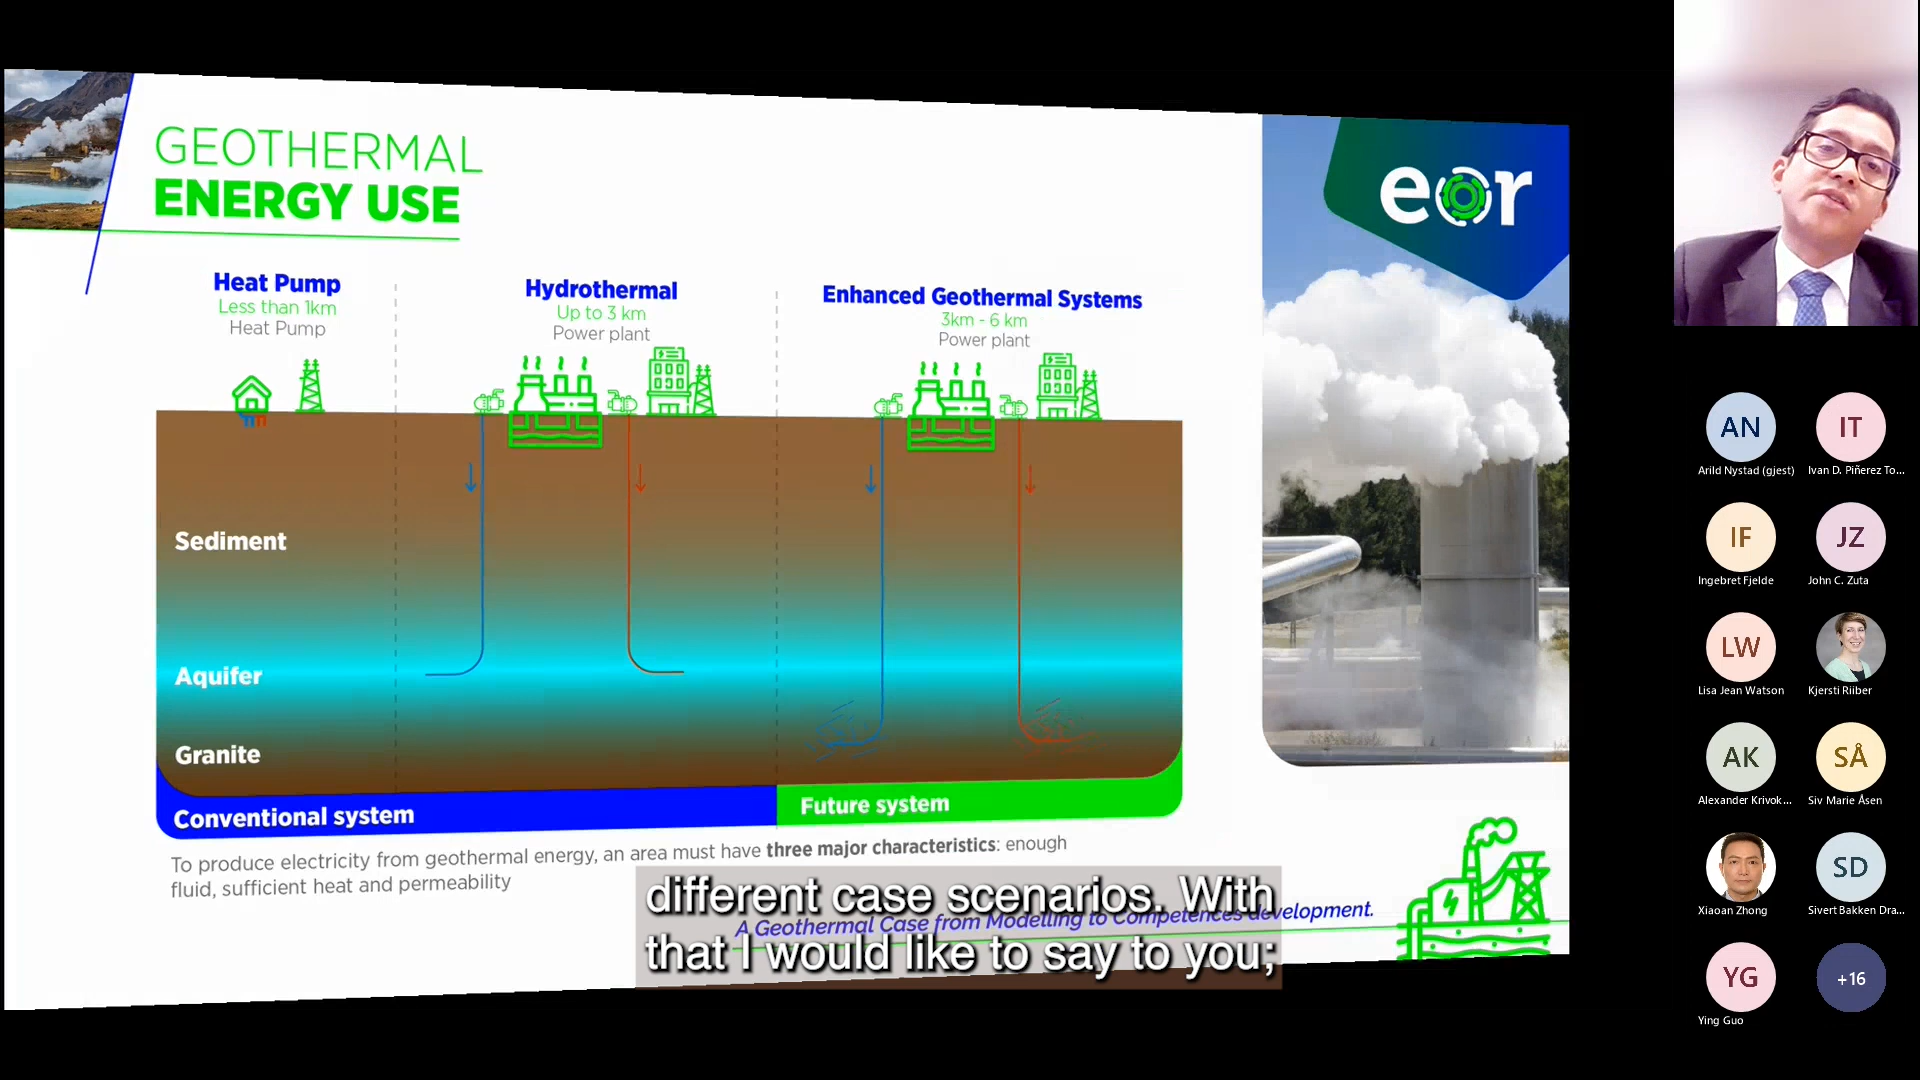 GEOTHERMAL
ENERGY USE
eor
Heat Pump
Less than 1km
Heat Pump
Hydrothermal
Up to 3 km
Power plant
Enhanced Geothermal Systems
3km - 6 km
Power plant
Sediment
Aquifer
Granite
Conventional system
Future system
To produce electricity from geothermal energy, an area must have three major characteristics: enough
fluid, sufficient heat and permeability
A Geothermal Case from Modelling to Competences development.
different case scenarios. With
that I would like to say to you;
AN
IT
Arild Nystad (gjest)
Ivan D. Piñerez To...
IF
JZ
Ingebret Fjelde
John C. Zuta
LW
Lisa Jean Watson
Kjersti Riiber
AK
SÅ
Alexander Krivok...
Siv Marie Åsen
SD
Xiaoan Zhong
Sivert Bakken Dra...
YG
+16
Ying Guo